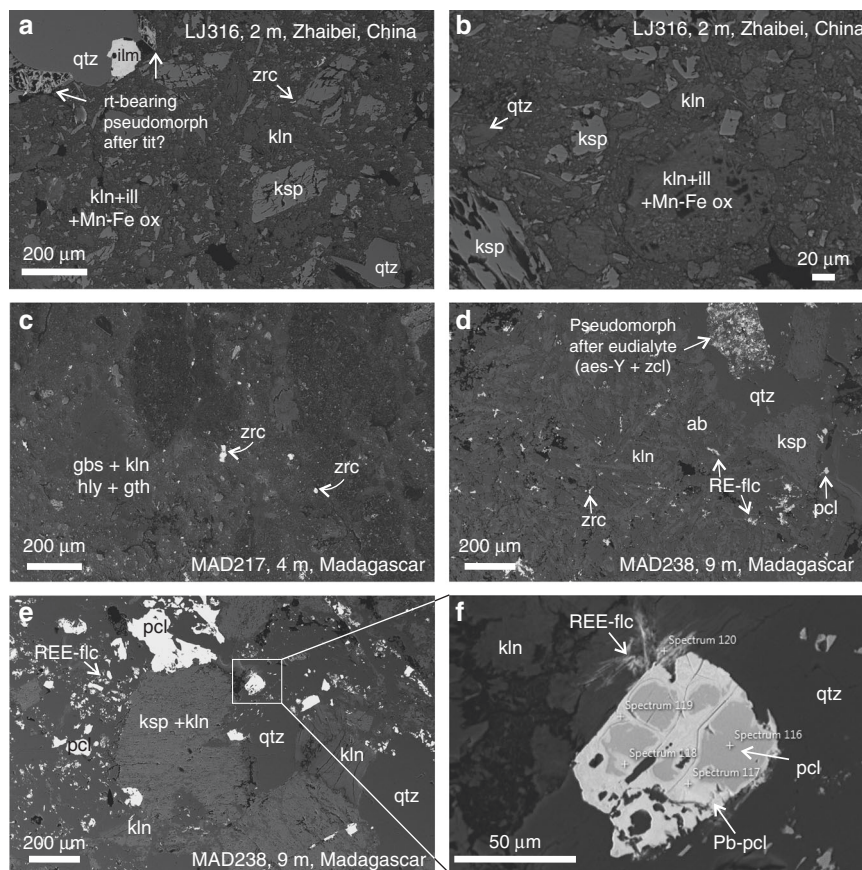 a
LJ316, 2 m, Zhaibei, China
qtz
ilm
zrc
rt-bearing
pseudomorph
after tit?
kln
ksp
kln+ill
+Mn-Fe ox
200 μm
qtz
b
LJ316, 2 m, Zhaibei, China
kln
qtz
ksp
kln+ill
+Mn-Fe ox
ksp
20 μm
c
zrc
gbs + kln
hly + gth
zrc
200 μm
MAD217, 4 m, Madagascar
d
Pseudomorph
after eudialyte
(aes-Y + zcl)
qtz
ab
ksp
kln
RE-flc
pcl
zrc
200 μm
MAD238, 9 m, Madagascar
e
pcl
REE-flc
ksp +kln
pcl
qtz
kln
qtz
kln
200 μm
MAD238, 9 m, Madagascar
f
REE-flc
Spectrum 120
kln
qtz
Spectrum 119
Spectrum 116
Spectrum 118
pcl
Spectrum 117
Pb-pcl
50 μm